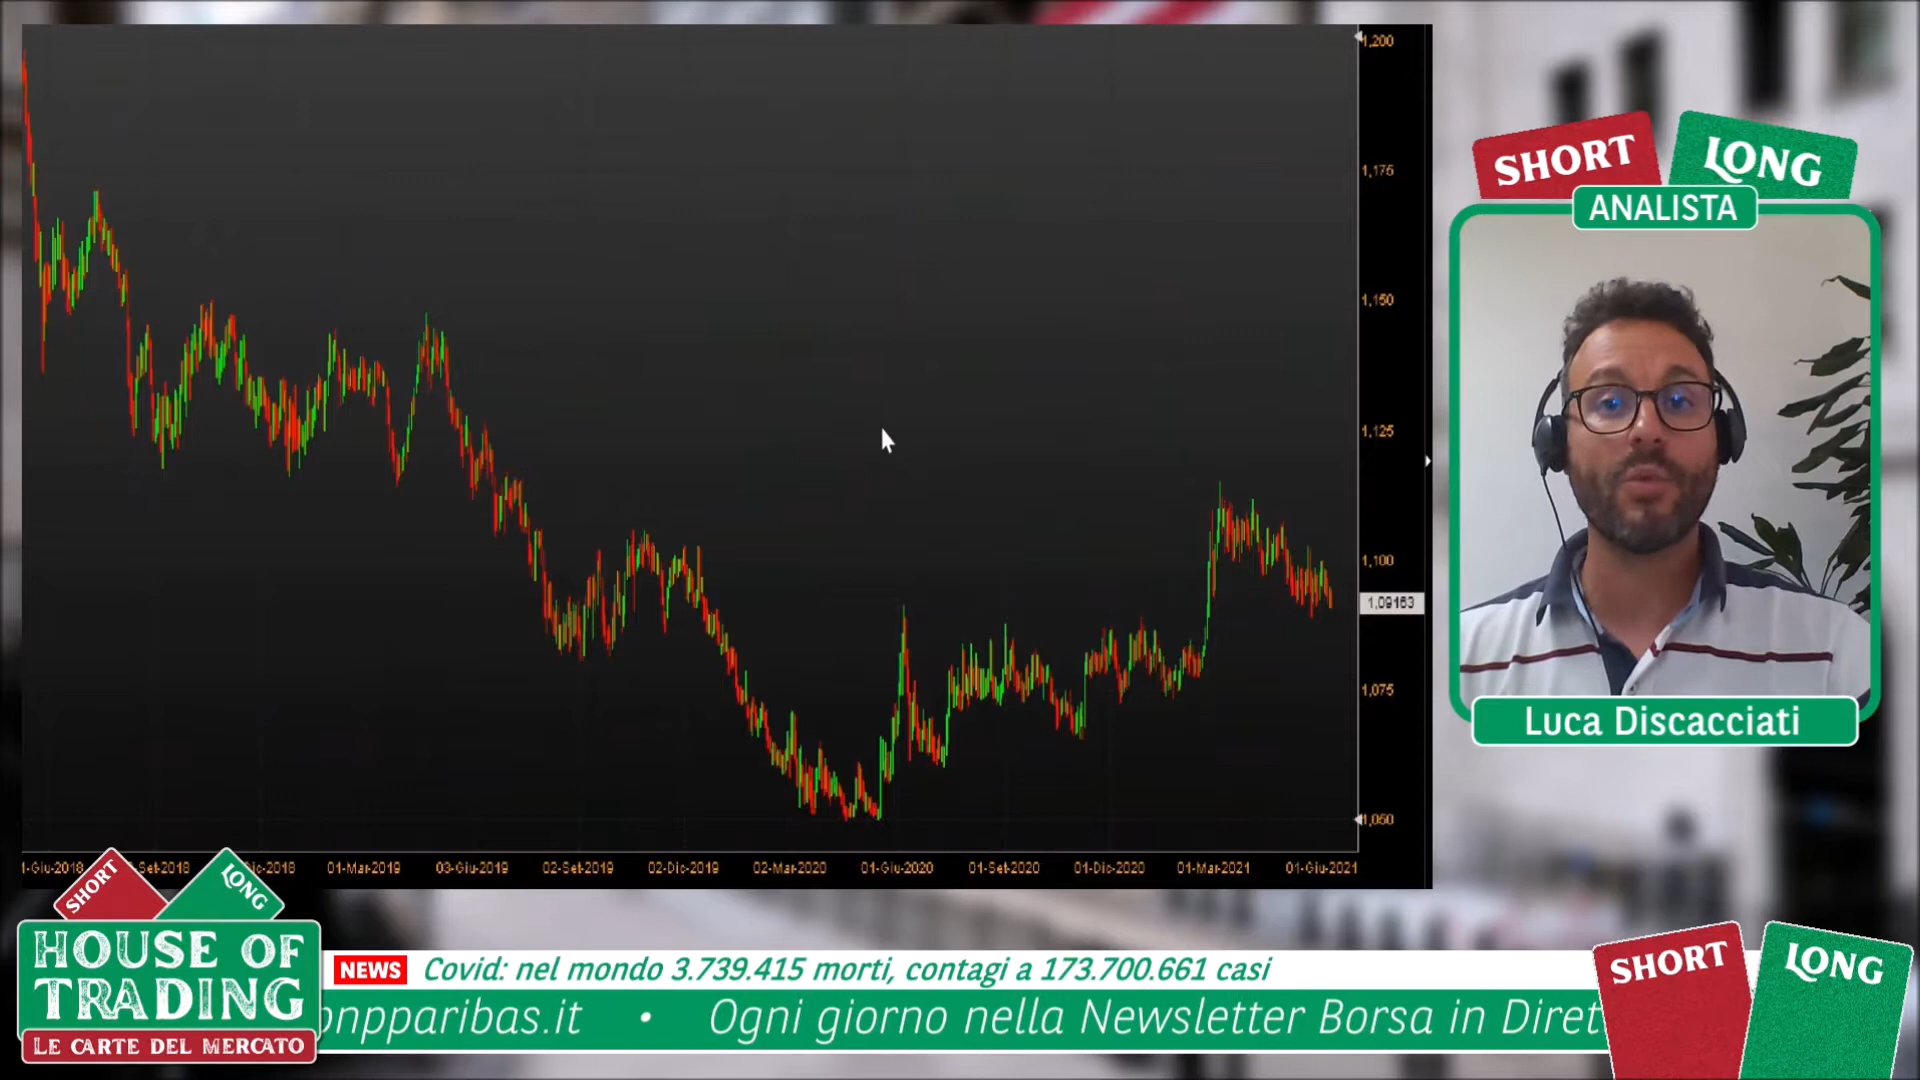 1,200
1,175
1,150
1,125
1,100
1,09163
1,075
1,050
1-Giu-2018 Set-2018 ic-2018 01-Mar-2019 03-Giu-2019 02-Set-2019 02-Dic-2019 02-Mar-2020 01-Giu-2020 01-Set-2020 01-Dic-2020 01-Mar-2021 01-Giu-2021
SHORT LONG
ANALISTA
Luca Discacciati
SHORT LONG
HOUSE OF
TRADING
LE CARTE DEL MERCATO
NEWS Covid: nel mondo 3.739.415 morti, contagi a 173.700.661 casi
onpparibas.it • Ogni giorno nella Newsletter Borsa in Diret
SHORT LONG